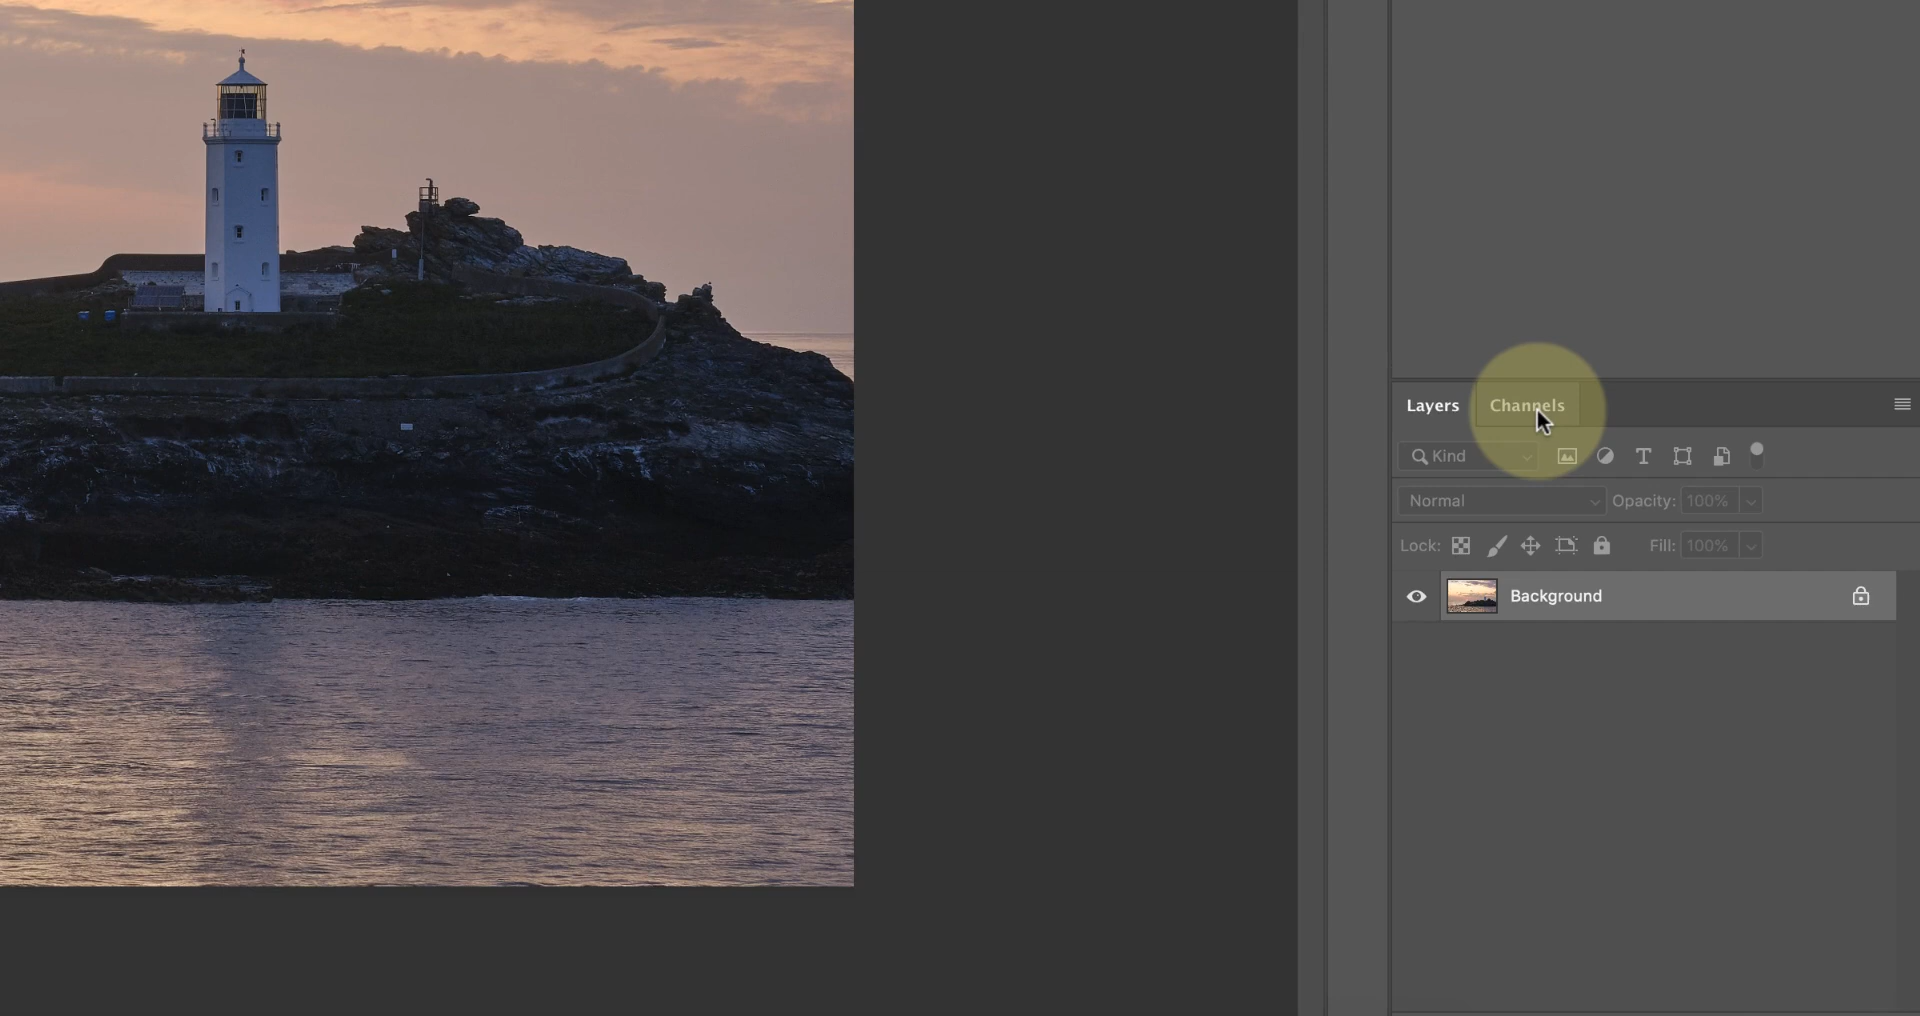 Layers Channels
Kind
Normal Opacity: 100%
Lock: Fill: 100%
Background